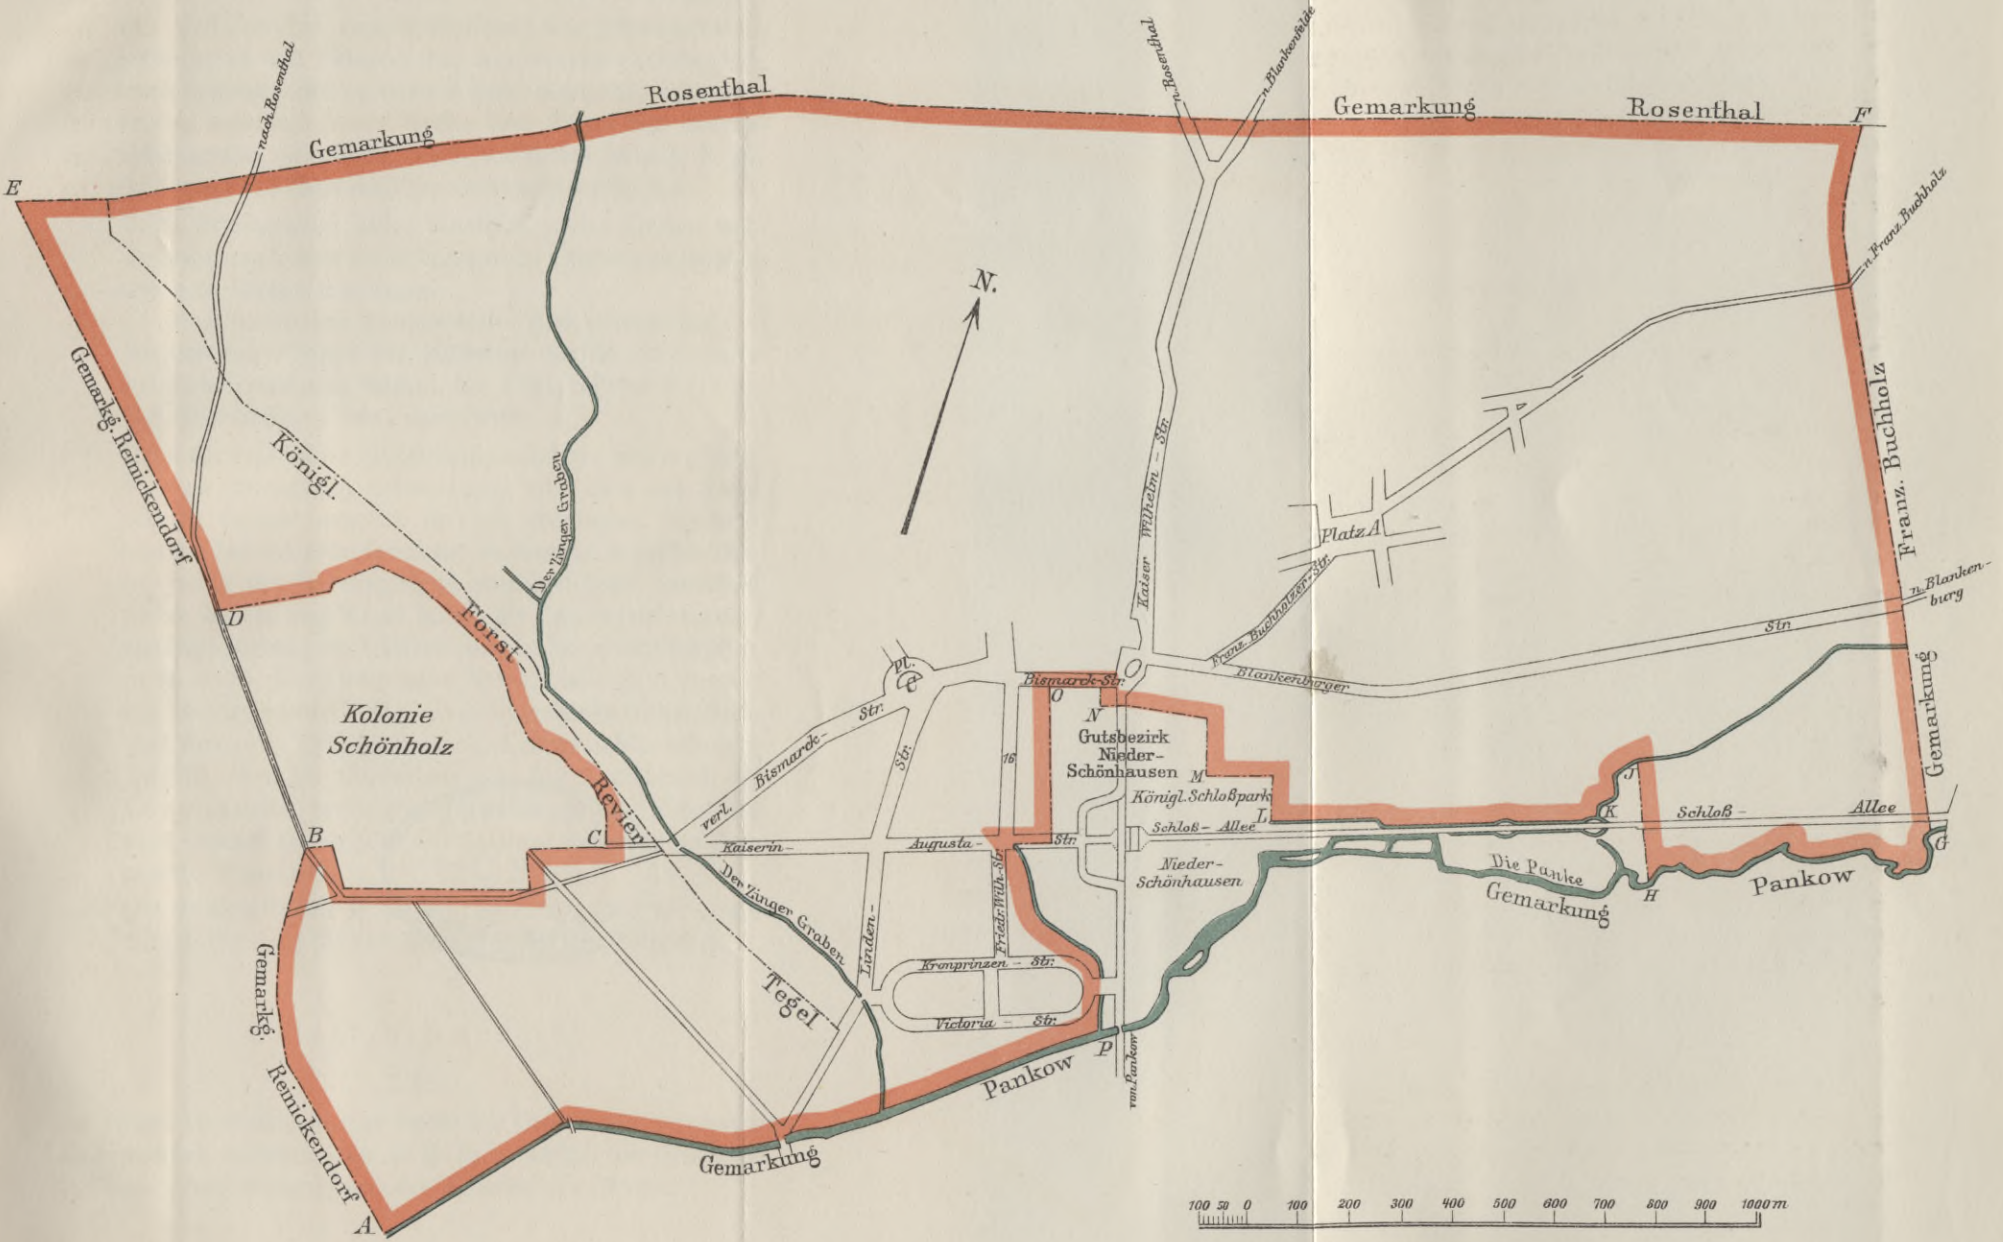 nach Rosenthal
n. Rosenthal
n. Blankenfelde
Gemarkung
Rosenthal
Gemarkung
Rosenthal
F
E
n. Franz. Buchholz
N.
Gemarkg. Reinickendorf
Königl.
Der Zinger Graben
Kaiser Wilhelm-Str.
Franz. Buchholz
Platz A
Franz. Buchholzer-Str.
n. Blanken-
burg
D
Forst
Str.
Pl.
C
Blankenburger
Bismarck-Str.
O
N
Kolonie
Schönholz
Str.
Str.
verl. Bismarck-
16
Gutsbezirk
Nieder-
Schönhausen
M
Königl. Schloßpark
L
J
K
Gemarkung
Revier
Schloß-
Allee
B
C
Kaiserin-
Augusta-
Str.
Schloß-Allee
G
Der Zinger Graben
Friedr. Wilh.-Str.
Nieder-
Schönhausen
Die Panke
Gemarkung
H
Pankow
Linden-
Gemarkg.
Kronprinzen-Str.
Tegel
Victoria-Str.
P
von Pankow
Pankow
Reinickendorf
Gemarkung
A
100 50 0 100 200 300 400 500 600 700 800 900 1000 m